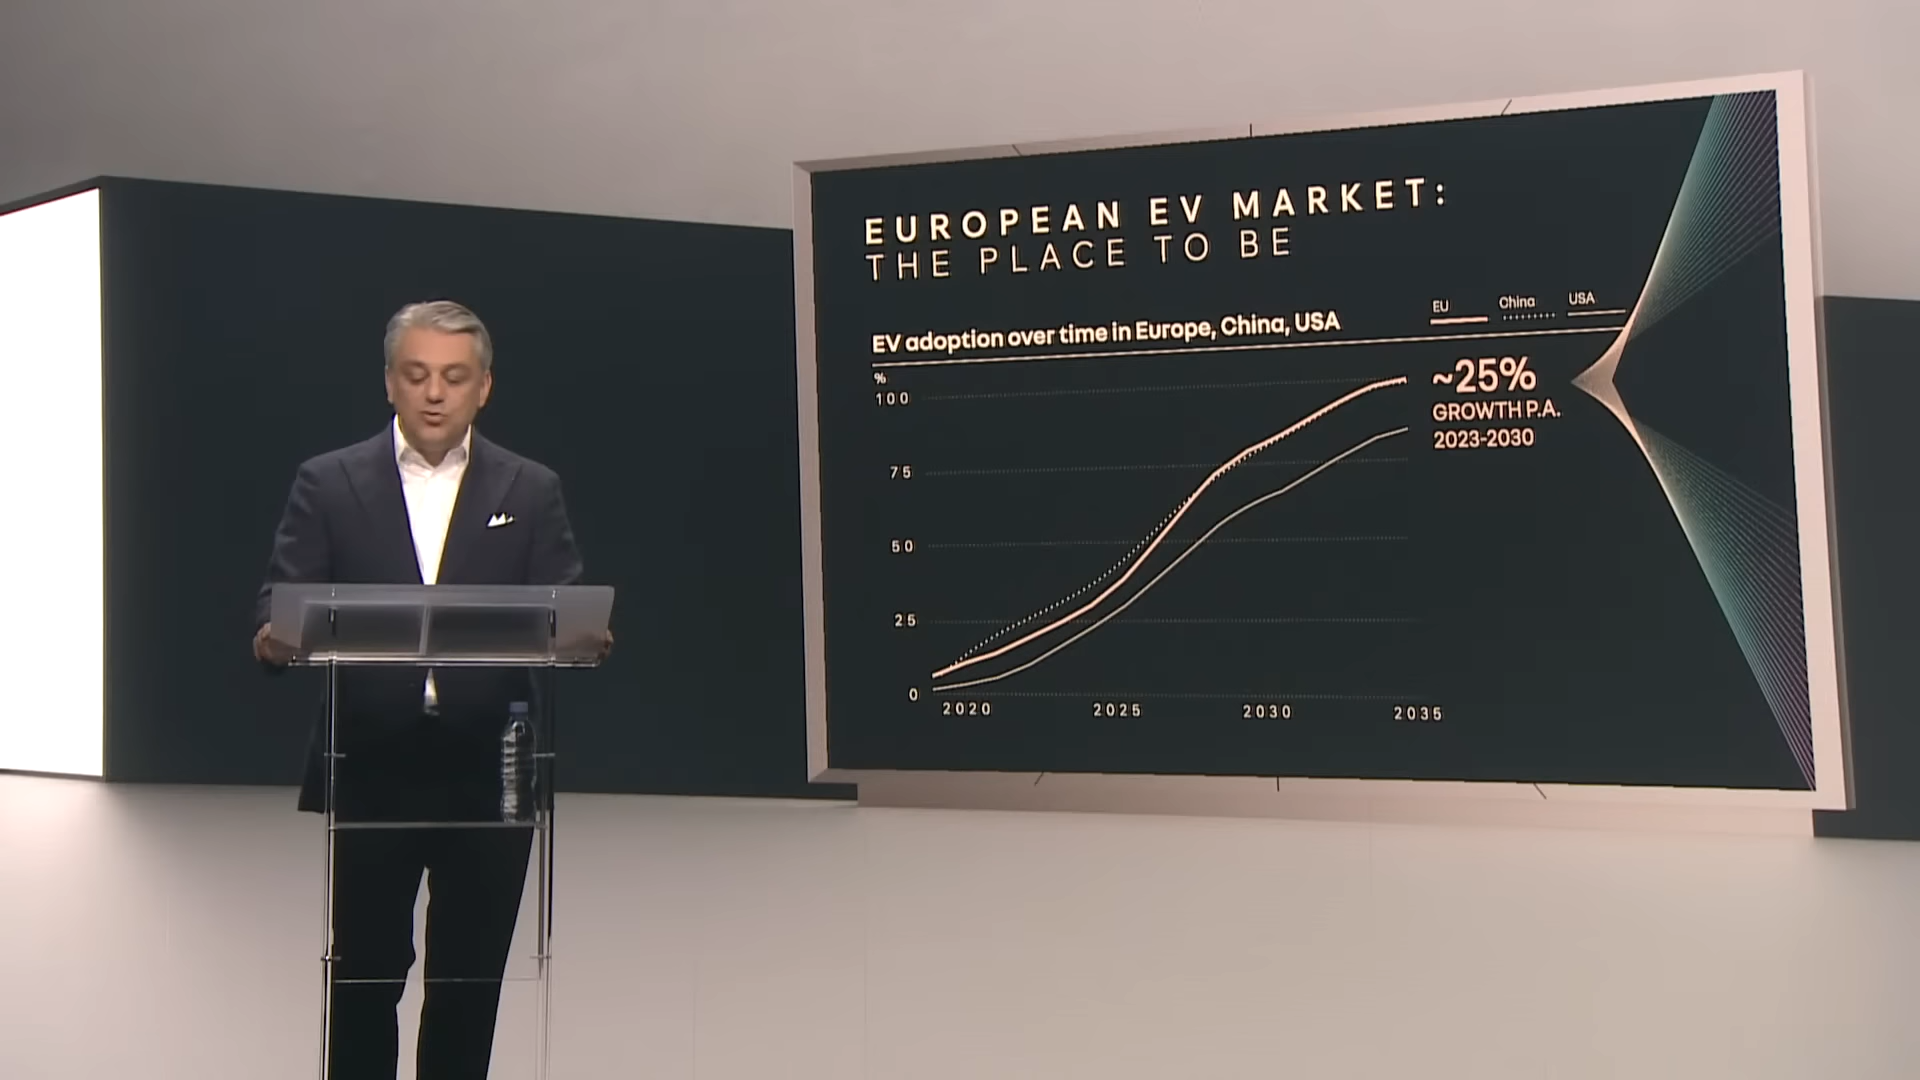 EUROPEAN EV MARKET:
THE PLACE TO BE
EV adoption over time in Europe, China, USA
EU China USA
%
100
75
50
25
0
2020 2025 2030 2035
~25%
GROWTH P.A.
2023-2030